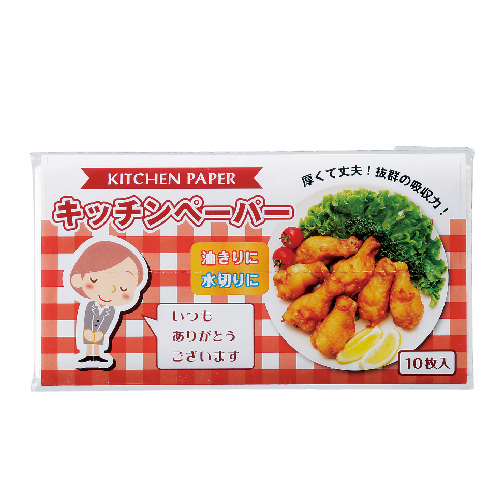 KITCHEN PAPER
キッチンペーパー
厚くて丈夫!抜群の吸収力!
油きりに
水切りに
いつも
ありがとう
ございます
10枚入